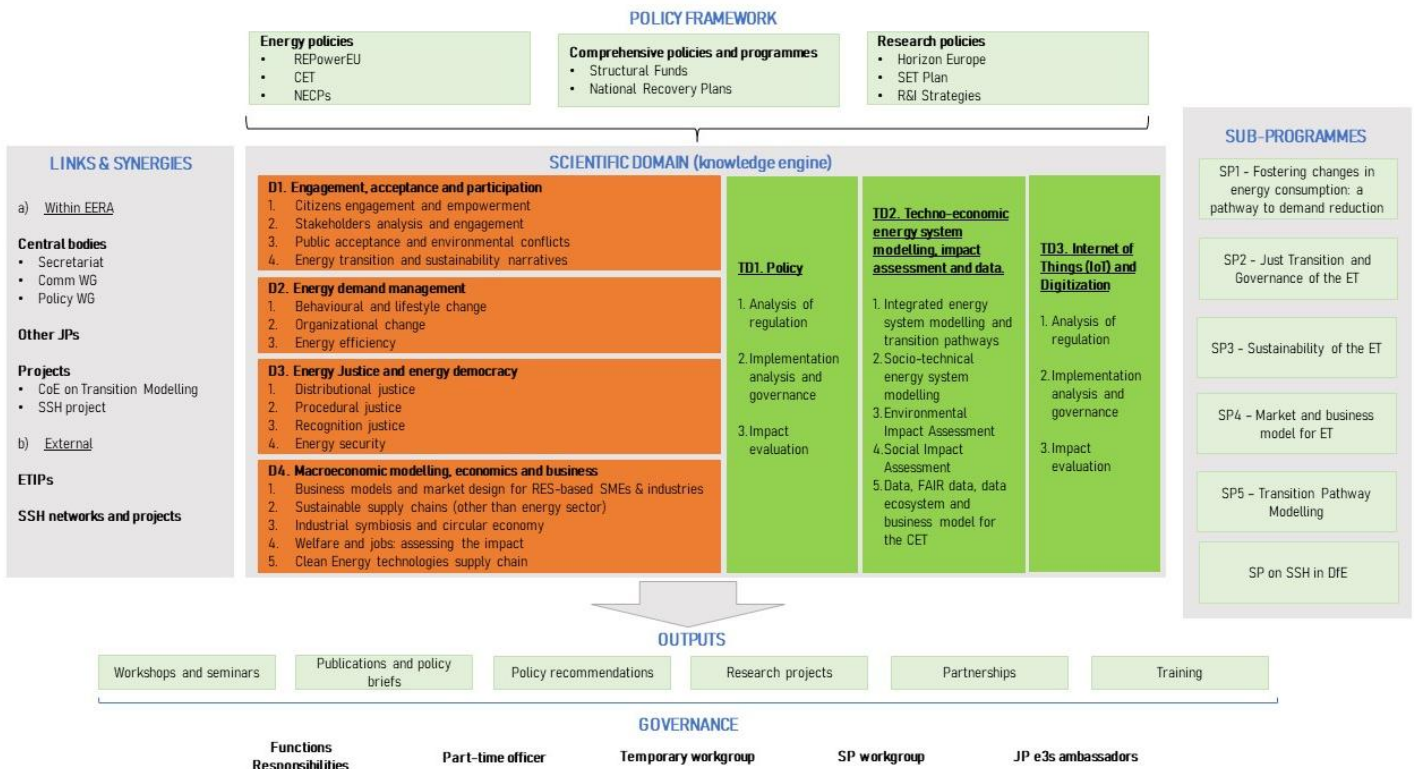 POLICY FRAMEWORK
Energy policies
• REPowerEU
• CET
• NECPs
Comprehensive policies and programmes
• Structural Funds
• National Recovery Plans
Research policies
• Horizon Europe
• SET Plan
• R&I Strategies
LINKS & SYNERGIES
a) Within EERA
Central bodies
• Secretariat
• Comm WG
• Policy WG
Other JPs
Projects
• CoE on Transition Modelling
• SSH project
b) External
ETIPs
SSH networks and projects
SCIENTIFIC DOMAIN (knowledge engine)
D1. Engagement, acceptance and participation
1. Citizens engagement and empowerment
2. Stakeholders analysis and engagement
3. Public acceptance and environmental conflicts
4. Energy transition and sustainability narratives
D2. Energy demand management
1. Behavioural and lifestyle change
2. Organizational change
3. Energy efficiency
D3. Energy Justice and energy democracy
1. Distributional justice
2. Procedural justice
3. Recognition justice
4. Energy security
D4. Macroeconomic modelling, economics and business
1. Business models and market design for RES-based SMEs & industries
2. Sustainable supply chains (other than energy sector)
3. Industrial symbiosis and circular economy
4. Welfare and jobs: assessing the impact
5. Clean Energy technologies supply chain
TD1. Policy
1. Analysis of
regulation
2. Implementation
analysis and
governance
3. Impact
evaluation
TD2. Techno-economic
energy system
modelling, impact
assessment and data.
1. Integrated energy
system modelling and
transition pathways
2. Socio-technical
energy system
modelling
3. Environmental
Impact Assessment
4. Social Impact
Assessment
5. Data, FAIR data, data
ecosystem and
business model for
the CET
TD3. Internet of
Things (IoT) and
Digitization
1. Analysis of
regulation
2. Implementation
analysis and
governance
3. Impact
evaluation
SUB-PROGRAMMES
SP1 - Fostering changes in
energy consumption: a
pathway to demand reduction
SP2 - Just Transition and
Governance of the ET
SP3 - Sustainability of the ET
SP4 - Market and business
model for ET
SP5 – Transition Pathway
Modelling
SP on SSH in DfE
OUTPUTS
Workshops and seminars
Publications and policy
briefs
Policy recommendations
Research projects
Partnerships
Training
GOVERNANCE
Functions
Responsibilities
Part-time officer
Temporary workgroup
SP workgroup
JP e3s ambassadors